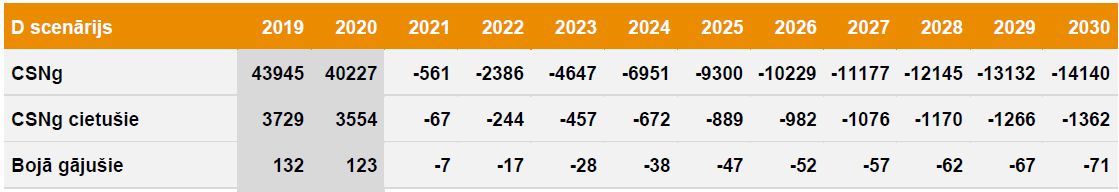 D scenārijs 2019 2020 2021 2022 2023 2024 2025 2026 2027 2028 2029 2030
CSNg 43945 40227 -561 -2386 -4647 -6951 -9300 -10229 -11177 -12145 -13132 -14140
CSNg cietušie 3729 3554 -67 -244 -457 -672 -889 -982 -1076 -1170 -1266 -1362
Bojā gājušie 132 123 -7 -17 -28 -38 -47 -52 -57 -62 -67 -71